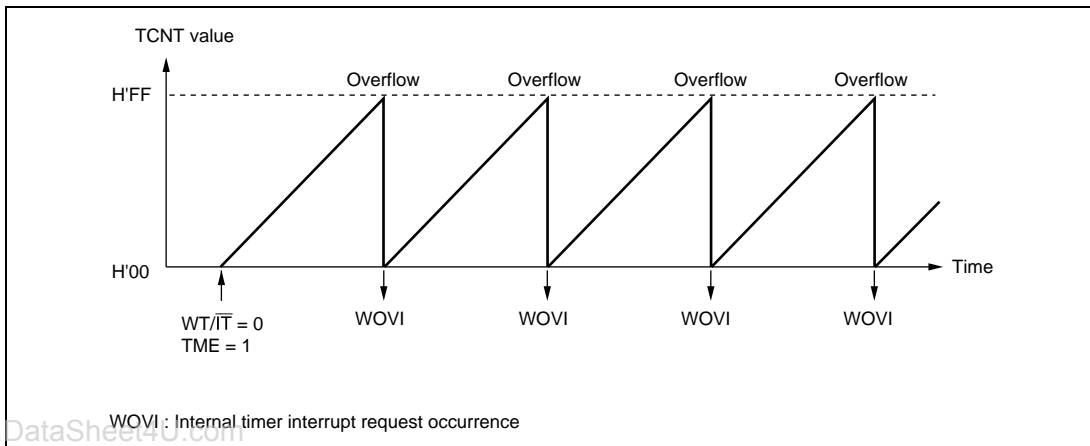 TCNT value
Overflow Overflow Overflow Overflow
H'FF
H'00
Time
WT/IT = 0
TME = 1
WOVI WOVI WOVI WOVI
WOVI : Internal timer interrupt request occurrence
DataSheet4U.com